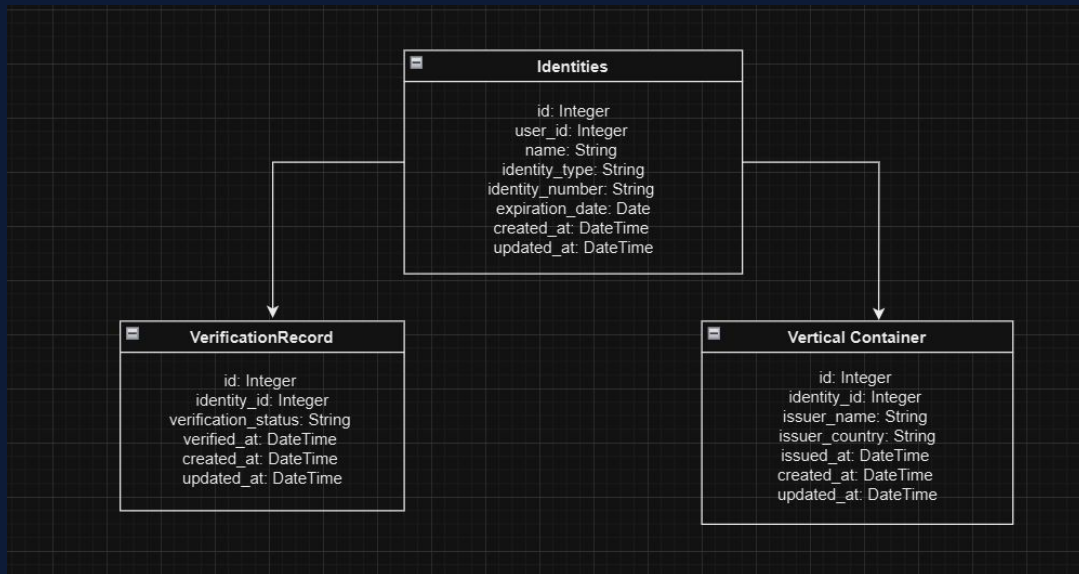 Identities
id: Integer
user_id: Integer
name: String
identity_type: String
identity_number: String
expiration_date: Date
created_at: DateTime
updated_at: DateTime
VerificationRecord
id: Integer
identity_id: Integer
verification_status: String
verified_at: DateTime
created_at: DateTime
updated_at: DateTime
Vertical Container
id: Integer
identity_id: Integer
issuer_name: String
issuer_country: String
issued_at: DateTime
created_at: DateTime
updated_at: DateTime